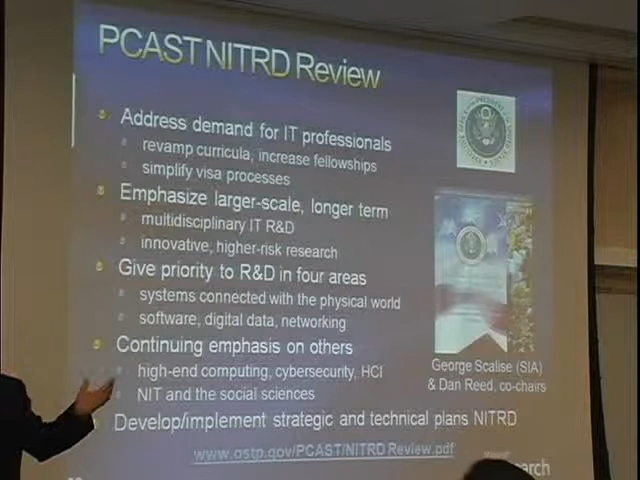 PCAST NITRD Review
Address demand for IT professionals
revamp curricula, increase fellowships
simplify visa processes
Emphasize larger-scale, longer term
multidisciplinary IT R&D
innovative, higher-risk research
Give priority to R&D in four areas
systems connected with the physical world
software, digital data, networking
Continuing emphasis on others
high-end computing, cybersecurity, HCI
NIT and the social sciences
Develop/implement strategic and technical plans NITRD
www.ostp.gov/PCAST/NITRD Review.pdf
George Scalise (SIA)
& Dan Reed, co-chairs